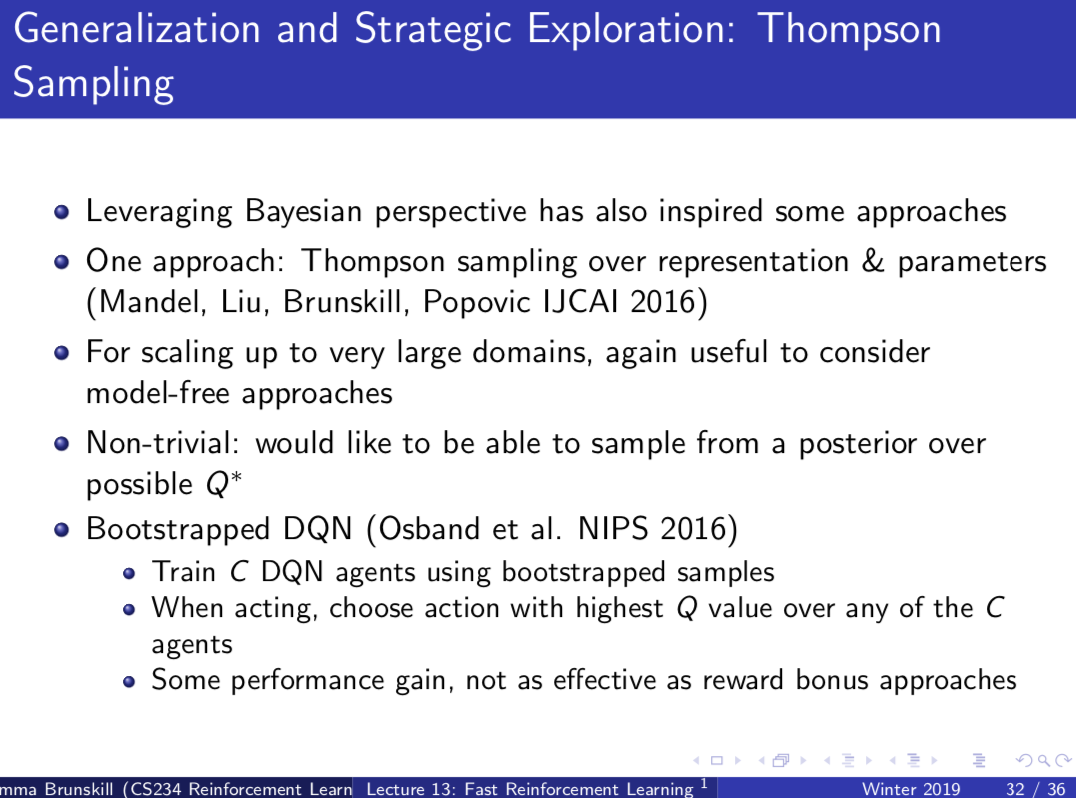 Generalization and Strategic Exploration: Thompson
Sampling
Leveraging Bayesian perspective has also inspired some approaches
One approach: Thompson sampling over representation & parameters
(Mandel, Liu, Brunskill, Popovic IJCAI 2016)
For scaling up to very large domains, again useful to consider
model-free approaches
Non-trivial: would like to be able to sample from a posterior over
possible Q*
Bootstrapped DQN (Osband et al. NIPS 2016)
Train C DQN agents using bootstrapped samples
When acting, choose action with highest Q value over any of the C
agents
Some performance gain, not as effective as reward bonus approaches
mma Brunskill (CS234 Reinforcement Learn Lecture 13: Fast Reinforcement Learning 1 Winter 2019 32 / 36